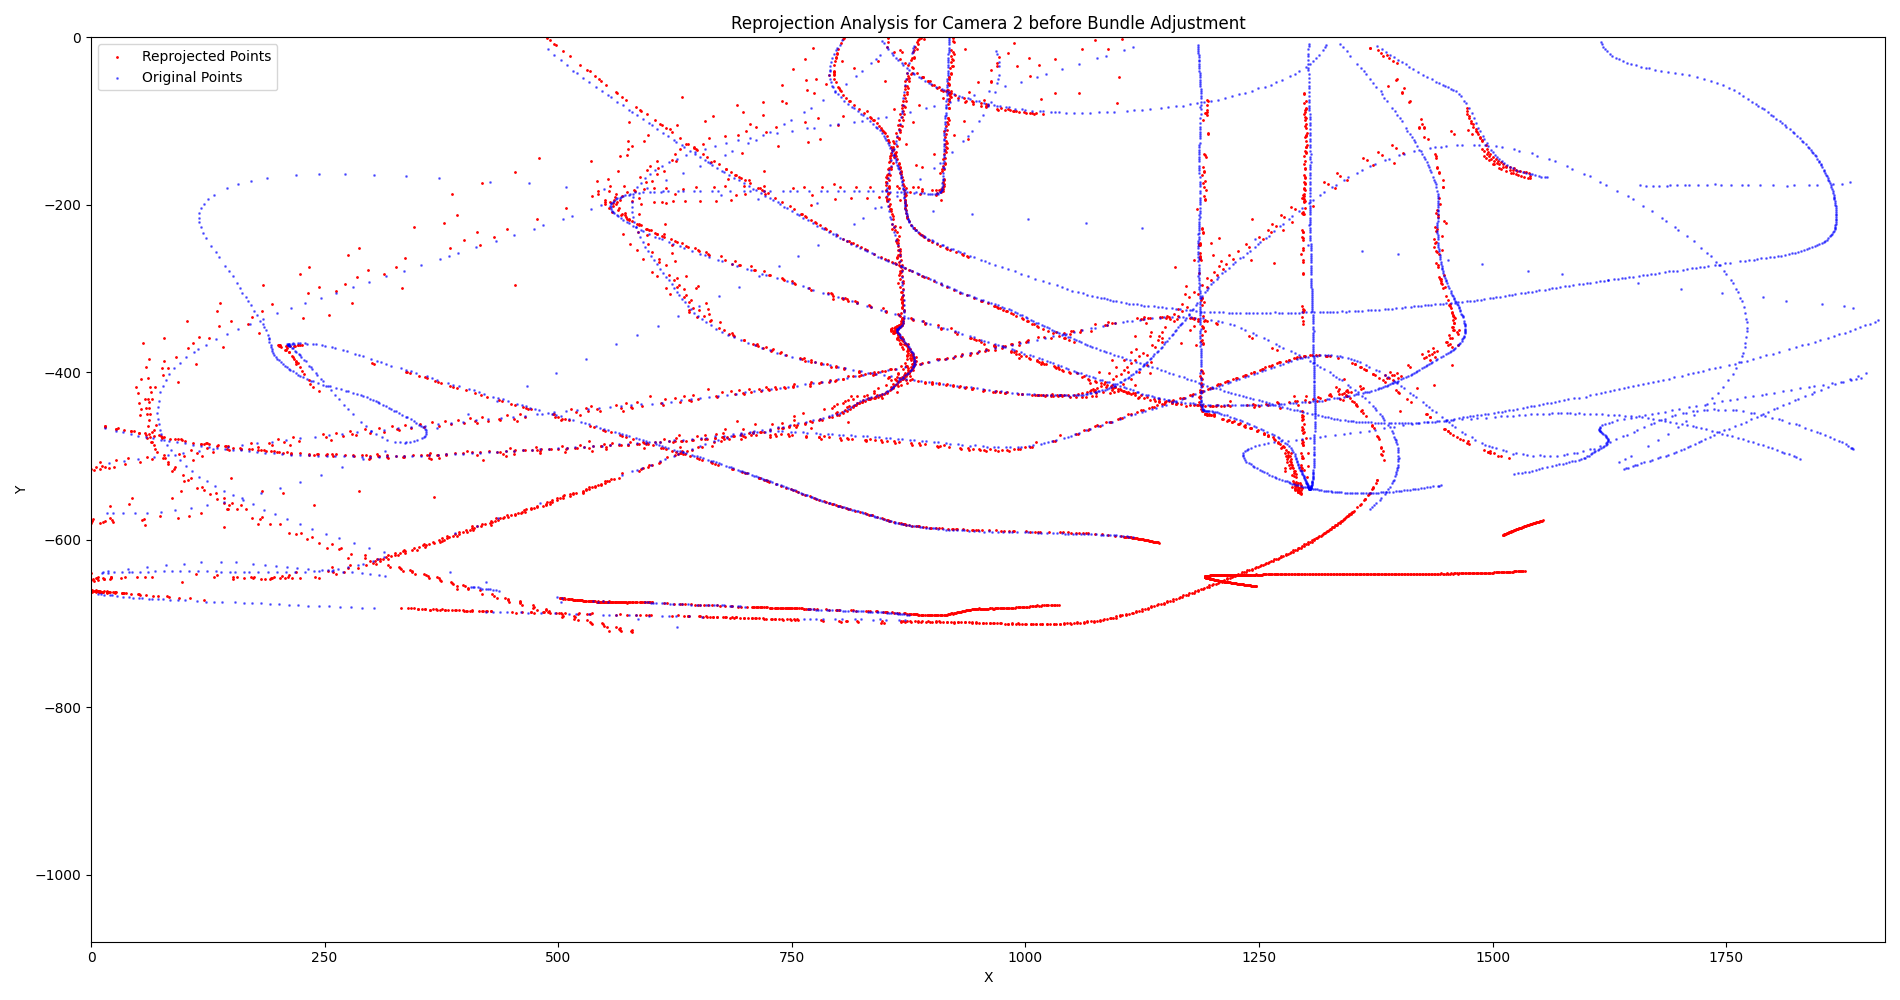 Reprojection Analysis for Camera 2 before Bundle Adjustment
Reprojected Points
Original Points
0
−200
−400
−600
−800
−1000
Y
0
250
500
750
1000
1250
1500
1750
X